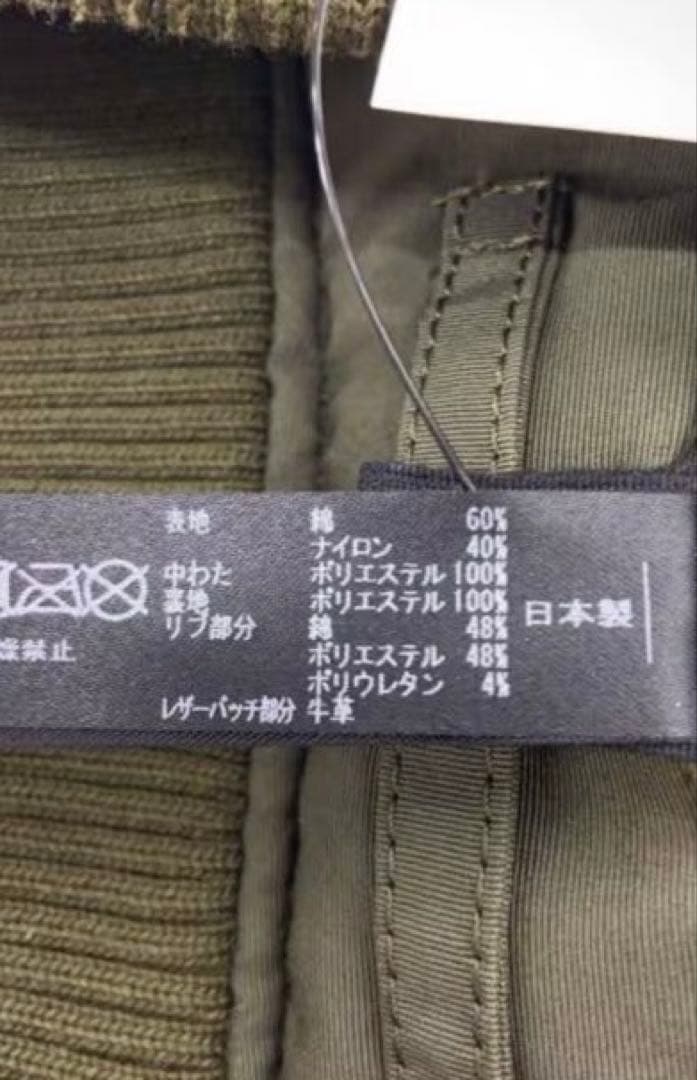 表地 綿 60%
ナイロン 40%
中わた ポリエステル 100%
裏地 ポリエステル 100%
リブ部分 綿 48%
ポリエステル 48%
ポリウレタン 4%
レザーパッチ部分 牛革
日本製
燥禁止